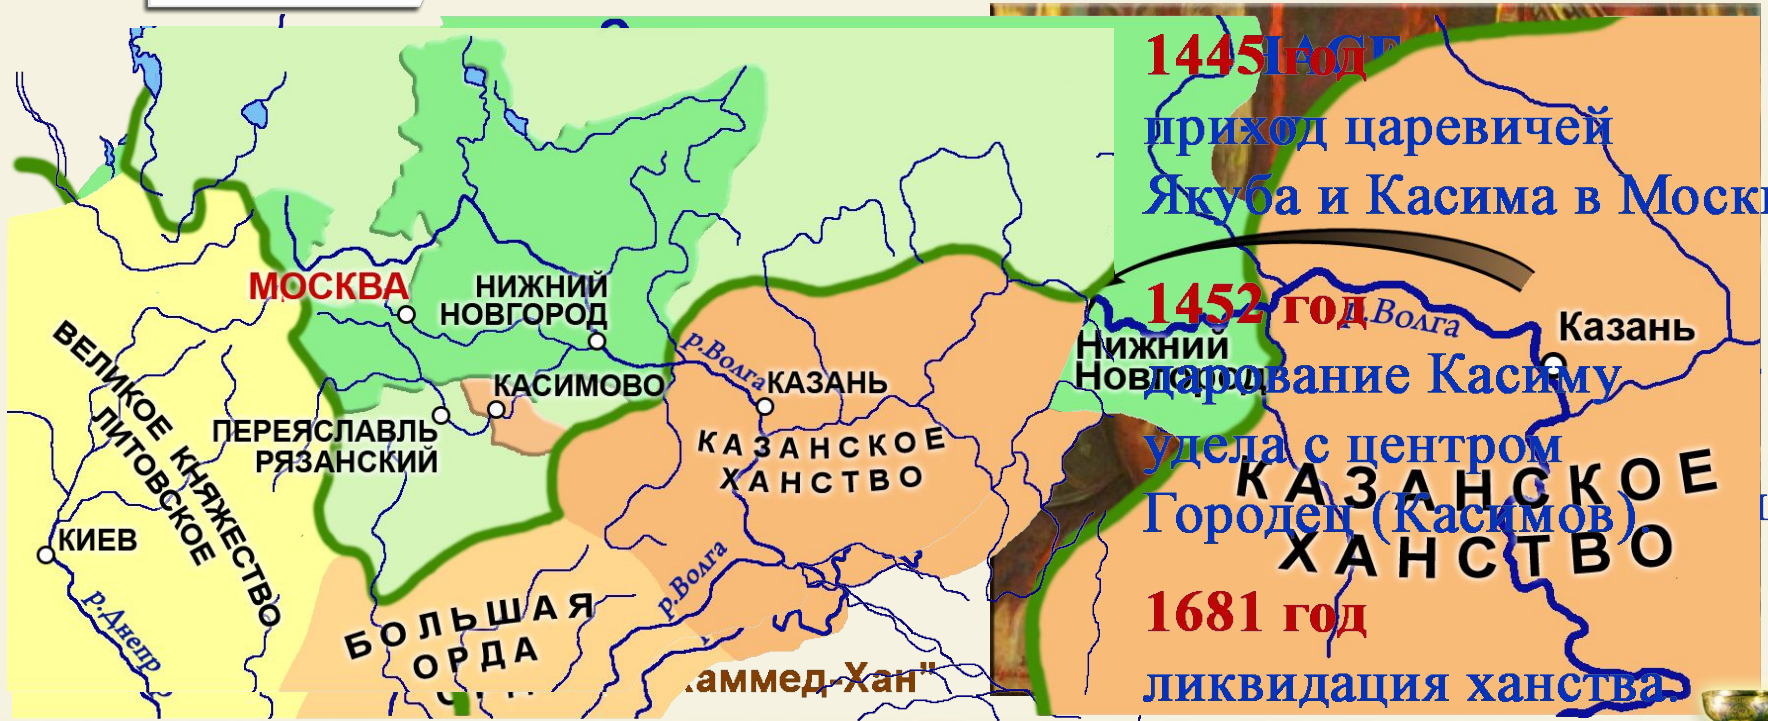 МОСКВА
НИЖНИЙ
НОВГОРОД
КАСИМОВО
ПЕРЕЯСЛАВЛЬ
РЯЗАНСКИЙ
р.Волга
КАЗАНЬ
КАЗАНСКОЕ
ХАНСТВО
ВЕЛИКОЕ КНЯЖЕСТВО
ЛИТОВСКОЕ
КИЕВ
р.Днепр
БОЛЬШАЯ
ОРДА
р.Волга
каммед-Хан"
1445 год
приход царевичей
Якуба и Касима в Моск
1452 год
дарование Касиму
удела с центром
Городец (Касимов).
1681 год
ликвидация ханства.
р.Волга
Казань
Нижний
Новгород
КАЗАНСКОЕ
ХАНСТВО